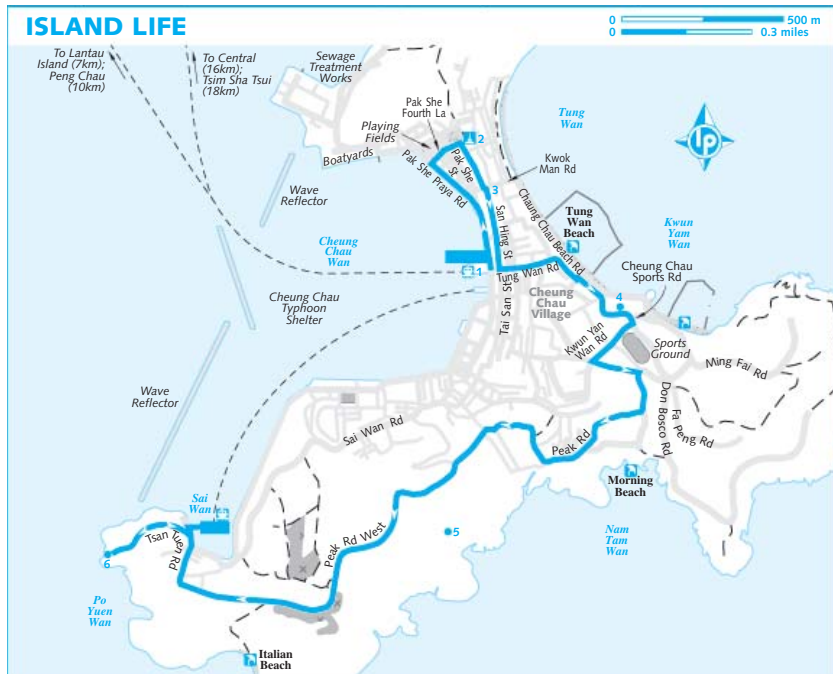 ISLAND LIFE
0 500 m
0 0.3 miles
To Lantau
Island (7km);
Peng Chau
(10km)
To Central
(16km);
Tsim Sha Tsui
(18km)
Sewage
Treatment
Works
Pak She
Fourth La
Playing
Fields
Boatyards
2
Pak She
St
Pak She Praya Rd
3
Tung
Wan
lp
Kwok
Man Rd
Wave
Reflector
San Hing St
Chaung Chau Beach Rd
Tung
Wan
Beach
Kwun
Yam
Wan
Cheung
Chau
Wan
1
Tung Wan Rd
Cheung Chau
Sports Rd
Cheung Chau
Typhoon
Shelter
Tai San St
Cheung
Chau
Village
4
Kwun Yan
Wan Rd
Sports
Ground
Ming Fai Rd
Wave
Reflector
Sai Wan Rd
Don Bosco Rd
Fa Peng Rd
Peak Rd
Morning
Beach
Sai
Wan
Tsan Tuen Rd
6
Peak Rd West
5
Nam
Tam
Wan
Po
Yuen
Wan
Italian
Beach